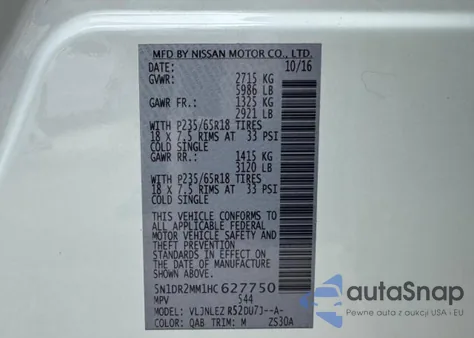 MFD BY NISSAN MOTOR CO., LTD.
DATE: 10/16
GVWR: 2715 KG
5986 LB
GAWR FR.: 1325 KG
2921 LB
WITH P235/65R18 TIRES
18 X 7.5 RIMS AT 33 PSI
COLD SINGLE
GAWR RR.: 1415 KG
3120 LB
WITH P235/65R18 TIRES
18 X 7.5 RIMS AT 33 PSI
COLD SINGLE
THIS VEHICLE CONFORMS TO
ALL APPLICABLE FEDERAL
MOTOR VEHICLE SAFETY AND
THEFT PREVENTION
STANDARDS IN EFFECT ON
THE DATE OF MANUFACTURE
SHOWN ABOVE.
5N1DR2MM1HC627750
MPV 544
MODEL: VLJNLEZ R52DU7J--A-
COLOR: QAB TRIM: M ZS30A
autoSnap
Pewne auto z USA i Kanady